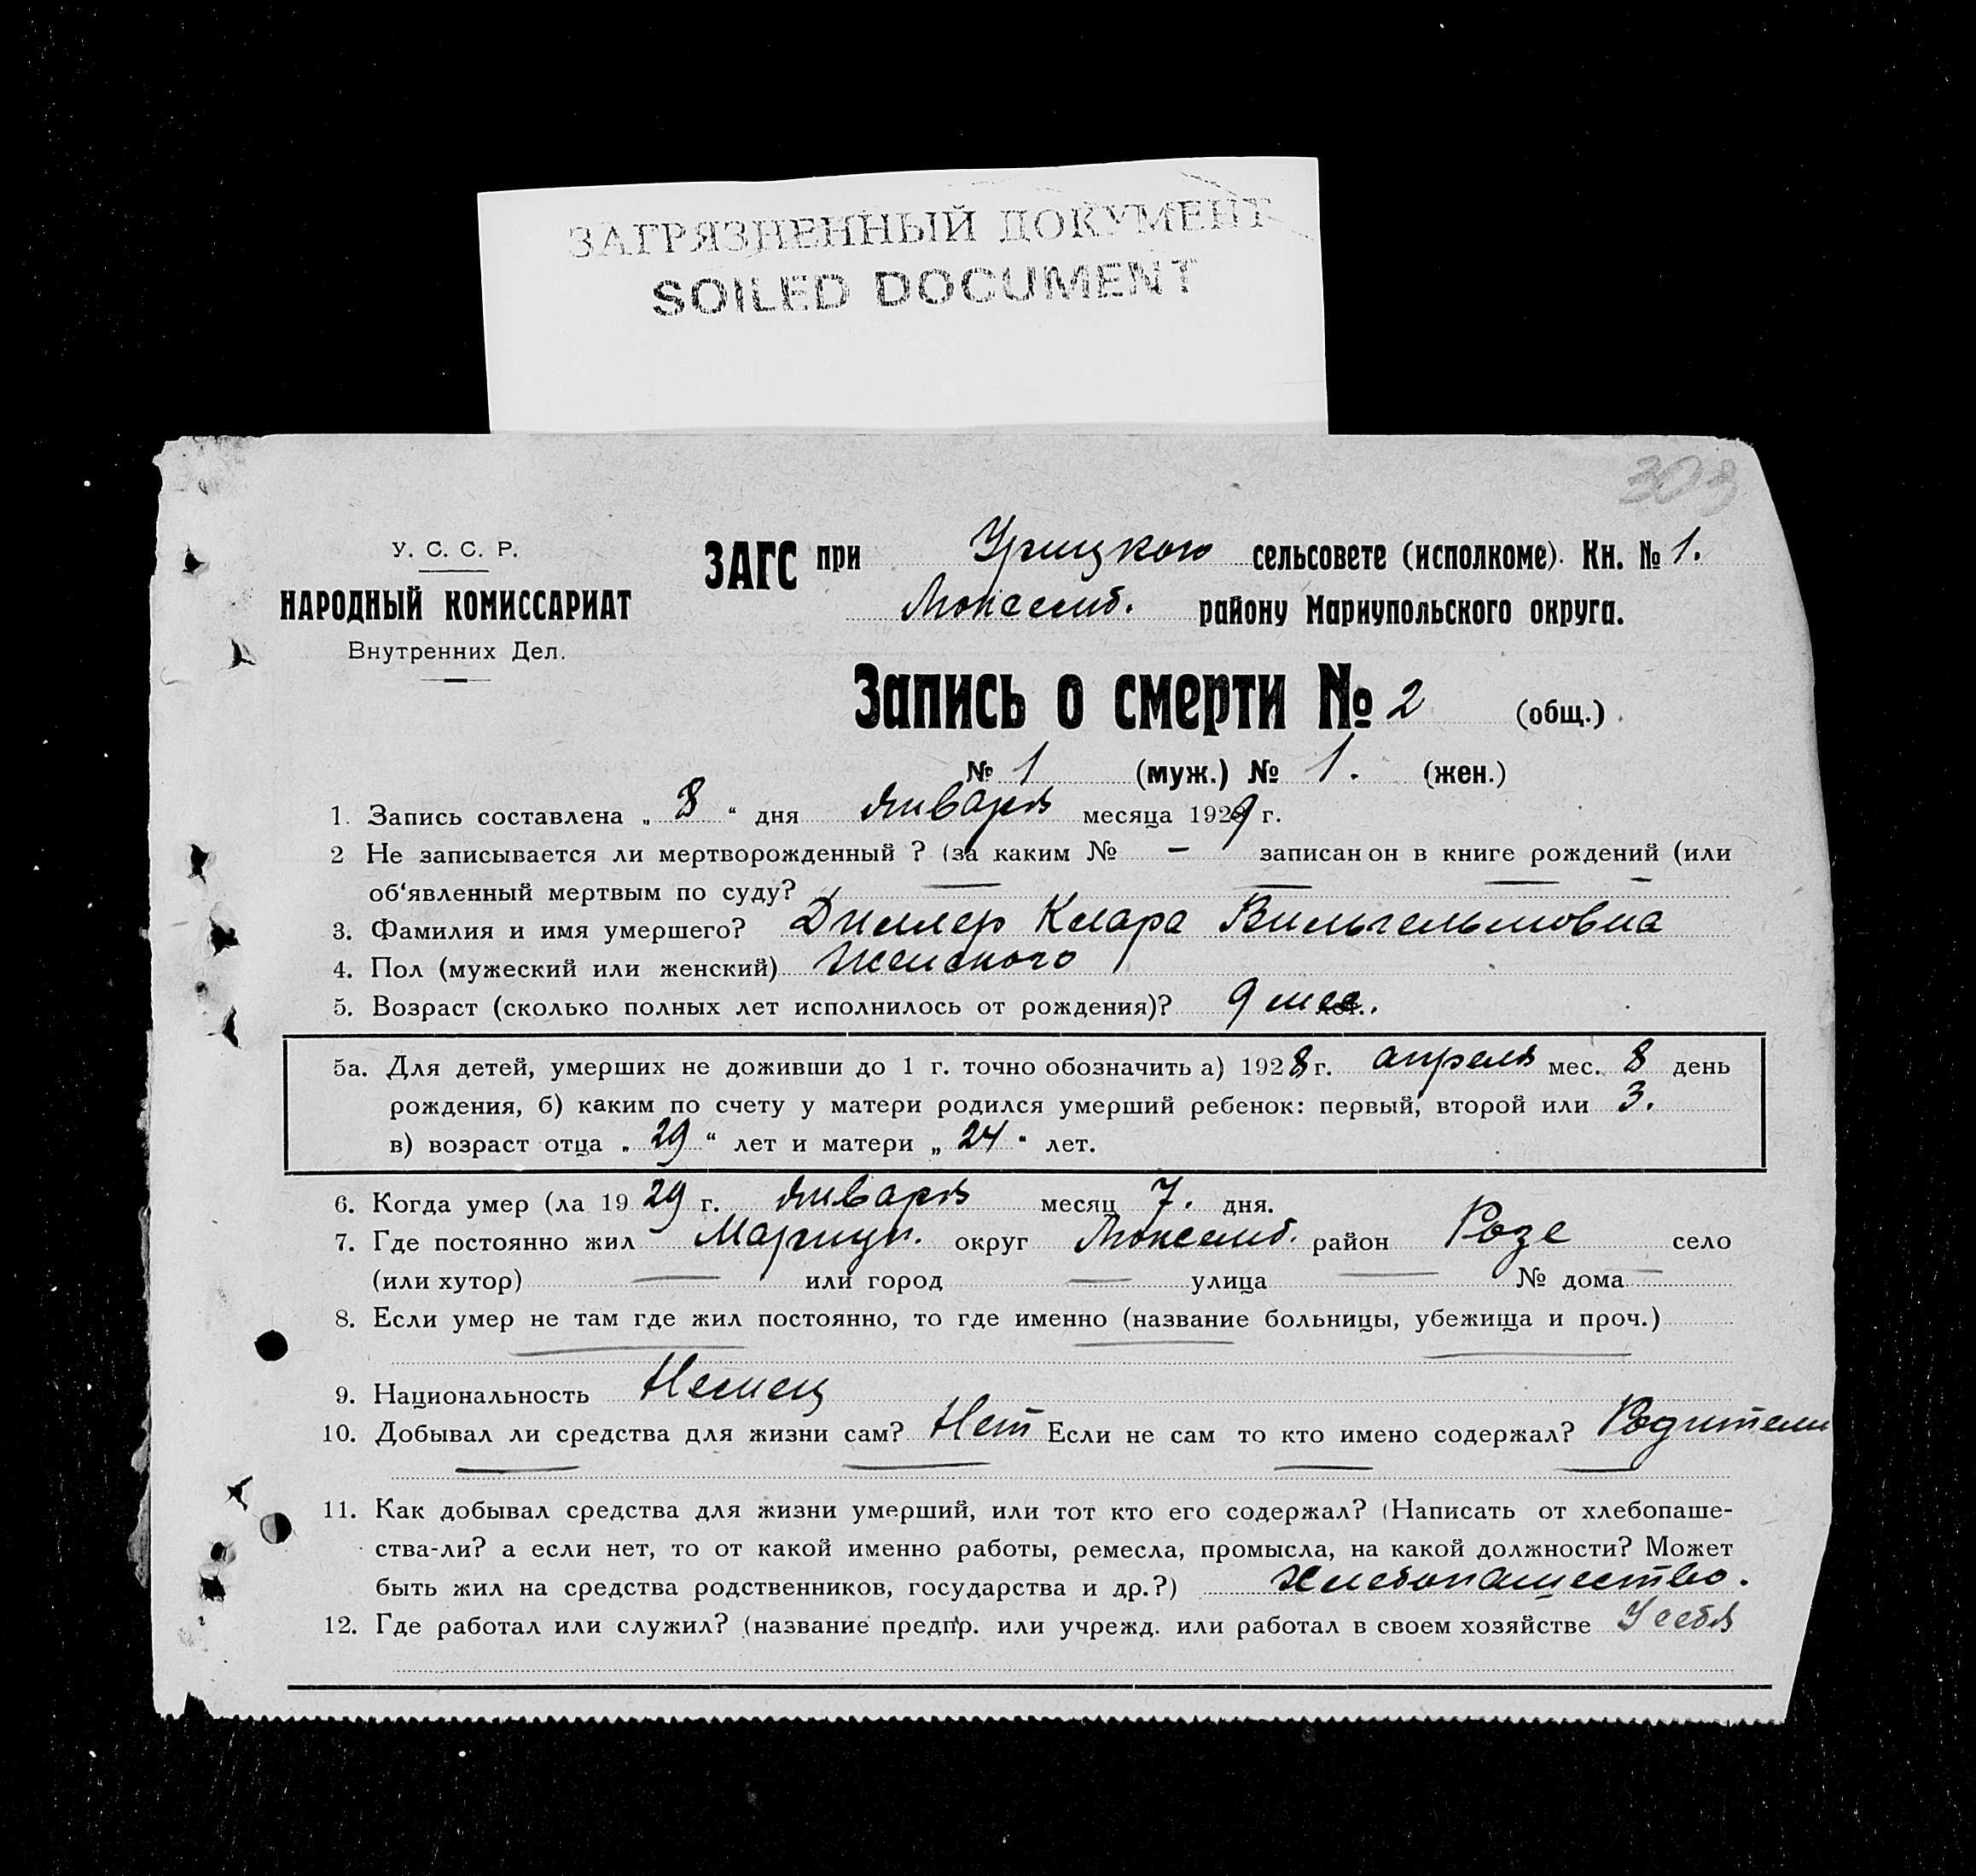 ЗАГРЯЗНЕННЫЙ ДОКУМЕНТ
SOILED DOCUMENT
303
У. С. С. Р.
НАРОДНЫЙ КОМИССАРИАТ
Внутренних Дел.
ЗАГС при Урицком сельсовете (исполкоме). Кн. № 1.
района Мариупольского округа.
Запись о смерти № 2 (общ.)
№ 1 (муж.) № 1. (жен.)
1. Запись составлена „ 8 “ дня января месяца 1929 г.
2 Не записывается ли мертворожденный ? (за каким № — записан он в книге рождений (или
об‘явленный мертвым по суду?
3. Фамилия и имя умершего? Диллер Клара Вильгельмовна
4. Пол (мужеский или женский) Женского
5. Возраст (сколько полных лет исполнилось от рождения)? 9 мес.
5а. Для детей, умерших не доживши до 1 г. точно обозначить а) 1928 г. апреля мес. 8 день
рождения, б) каким по счету у матери родился умерший ребенок: первый, второй или 3.
в) возраст отца „ 29 “ лет и матери „ 24 “ лет.
6. Когда умер (ла 19 29 г. января месяц 7. дня.
7. Где постоянно жил Мариуп. округ район Розе село
(или хутор) — или город — улица — № дома —
8. Если умер не там где жил постоянно, то где именно (название больницы, убежища и проч.)
9. Национальность Немец
10. Добывал ли средства для жизни сам? Нет Если не сам то кто имено содержал? Родители
11. Как добывал средства для жизни умерший, или тот кто его содержал? (Написать от хлебопаше-
ства-ли? а если нет, то от какой именно работы, ремесла, промысла, на какой должности? Может
быть жил на средства родственников, государства и др.?) Хлебопашество.
12. Где работал или служил? (название предпр. или учрежд. или работал в своем хозяйстве У себя